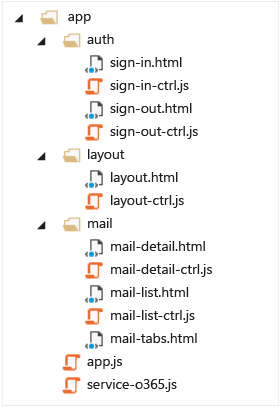 app
auth
sign-in.html
sign-in-ctrl.js
sign-out.html
sign-out-ctrl.js
layout
layout.html
layout-ctrl.js
mail
mail-detail.html
mail-detail-ctrl.js
mail-list.html
mail-list-ctrl.js
mail-tabs.html
app.js
service-o365.js